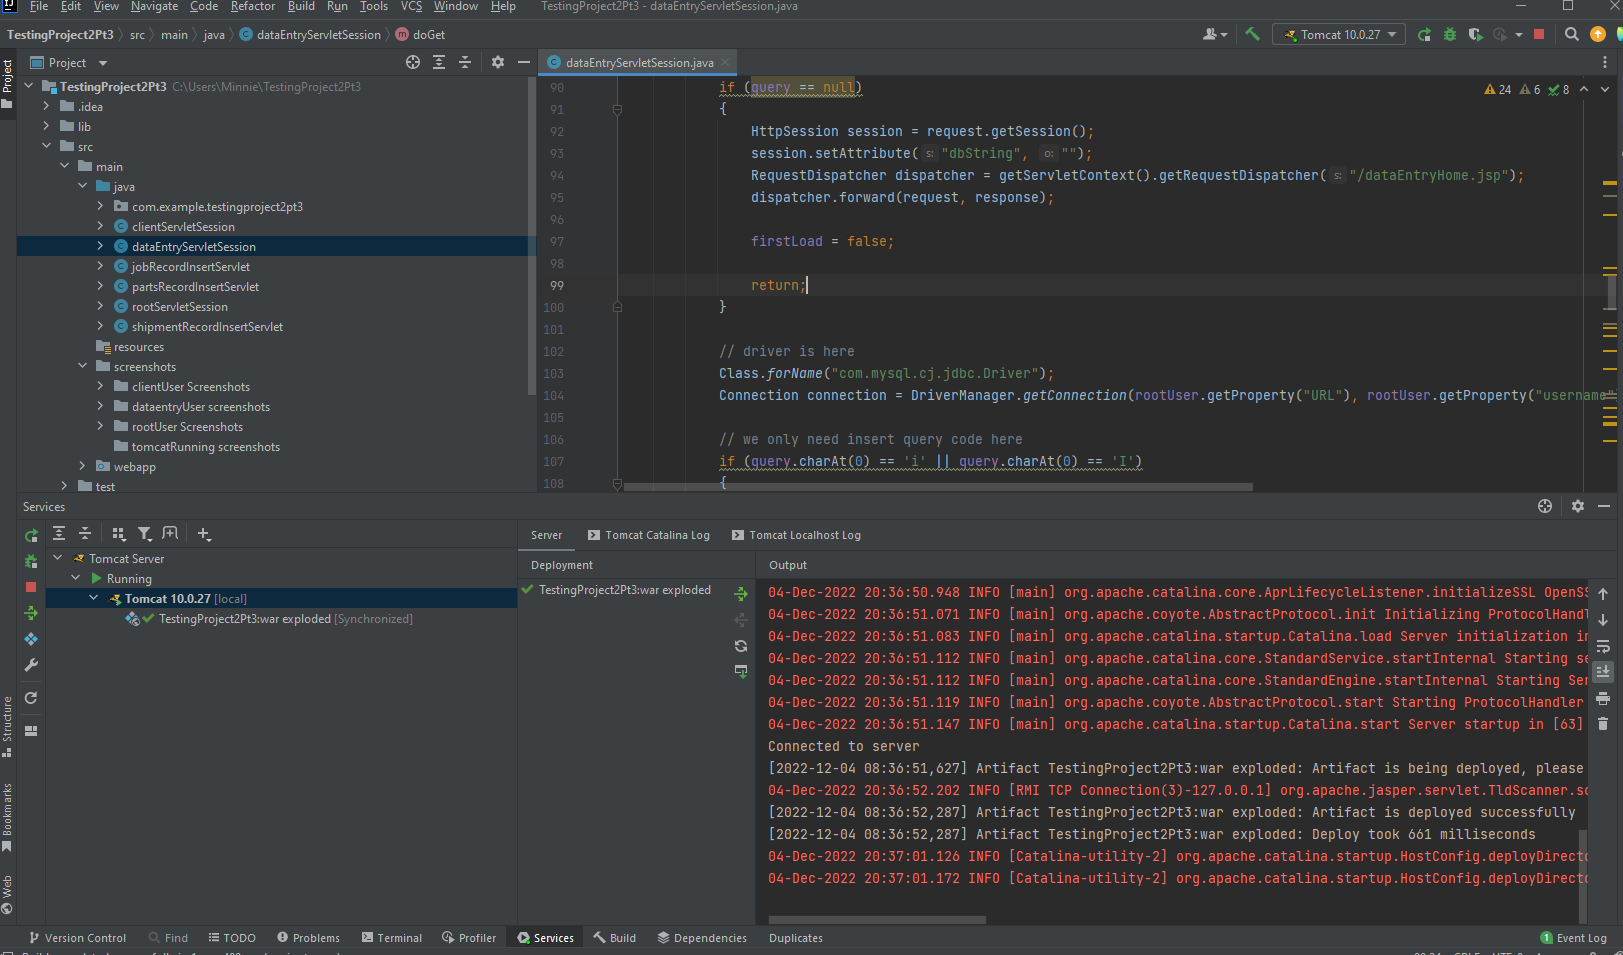 File Edit View Navigate Code Refactor Build Run Tools VCS Window Help TestingProject2Pt3 - dataEntryServletSession.java
TestingProject2Pt3 src main java dataEntryServletSession doGet Tomcat 10.0.27
Project
Project
dataEntryServletSession.java
TestingProject2Pt3 C:\Users\Minnie\TestingProject2Pt3
.idea
lib
src
main
java
com.example.testingproject2pt3
clientServletSession
dataEntryServletSession
jobRecordInsertServlet
partsRecordInsertServlet
rootServletSession
shipmentRecordInsertServlet
resources
screenshots
clientUser Screenshots
dataentryUser screenshots
rootUser Screenshots
tomcatRunning screenshots
webapp
test
24 6 8
90 if (query == null)
91 {
92 HttpSession session = request.getSession();
93 session.setAttribute( s: "dbString", o: "");
94 RequestDispatcher dispatcher = getServletContext().getRequestDispatcher( s: "/dataEntryHome.jsp");
95 dispatcher.forward(request, response);
96
97 firstLoad = false;
98
99 return;
100 }
101
102 // driver is here
103 Class.forName("com.mysql.cj.jdbc.Driver");
104 Connection connection = DriverManager.getConnection(rootUser.getProperty("URL"), rootUser.getProperty("username"
105
106 // we only need insert query code here
107 if (query.charAt(0) == 'i' || query.charAt(0) == 'I')
108 {
Services
Tomcat Server
Running
Tomcat 10.0.27 [local]
TestingProject2Pt3:war exploded [Synchronized]
Server Tomcat Catalina Log Tomcat Localhost Log
Deployment Output
TestingProject2Pt3:war exploded
04-Dec-2022 20:36:50.948 INFO [main] org.apache.catalina.core.AprLifecycleListener.initializeSSL OpenSS
04-Dec-2022 20:36:51.071 INFO [main] org.apache.coyote.AbstractProtocol.init Initializing ProtocolHandl
04-Dec-2022 20:36:51.083 INFO [main] org.apache.catalina.startup.Catalina.load Server initialization in
04-Dec-2022 20:36:51.112 INFO [main] org.apache.catalina.core.StandardService.startInternal Starting se
04-Dec-2022 20:36:51.112 INFO [main] org.apache.catalina.core.StandardEngine.startInternal Starting Ser
04-Dec-2022 20:36:51.119 INFO [main] org.apache.coyote.AbstractProtocol.start Starting ProtocolHandler
04-Dec-2022 20:36:51.147 INFO [main] org.apache.catalina.startup.Catalina.start Server startup in [63]
Connected to server
[2022-12-04 08:36:51,627] Artifact TestingProject2Pt3:war exploded: Artifact is being deployed, please
04-Dec-2022 20:36:52.202 INFO [RMI TCP Connection(3)-127.0.0.1] org.apache.jasper.servlet.TldScanner.sc
[2022-12-04 08:36:52,287] Artifact TestingProject2Pt3:war exploded: Artifact is deployed successfully
[2022-12-04 08:36:52,287] Artifact TestingProject2Pt3:war exploded: Deploy took 661 milliseconds
04-Dec-2022 20:37:01.126 INFO [Catalina-utility-2] org.apache.catalina.startup.HostConfig.deployDirecto
04-Dec-2022 20:37:01.172 INFO [Catalina-utility-2] org.apache.catalina.startup.HostConfig.deployDirecto
Structure
Bookmarks
Web
Version Control Find TODO Problems Terminal Profiler Services Build Dependencies Duplicates 1 Event Log